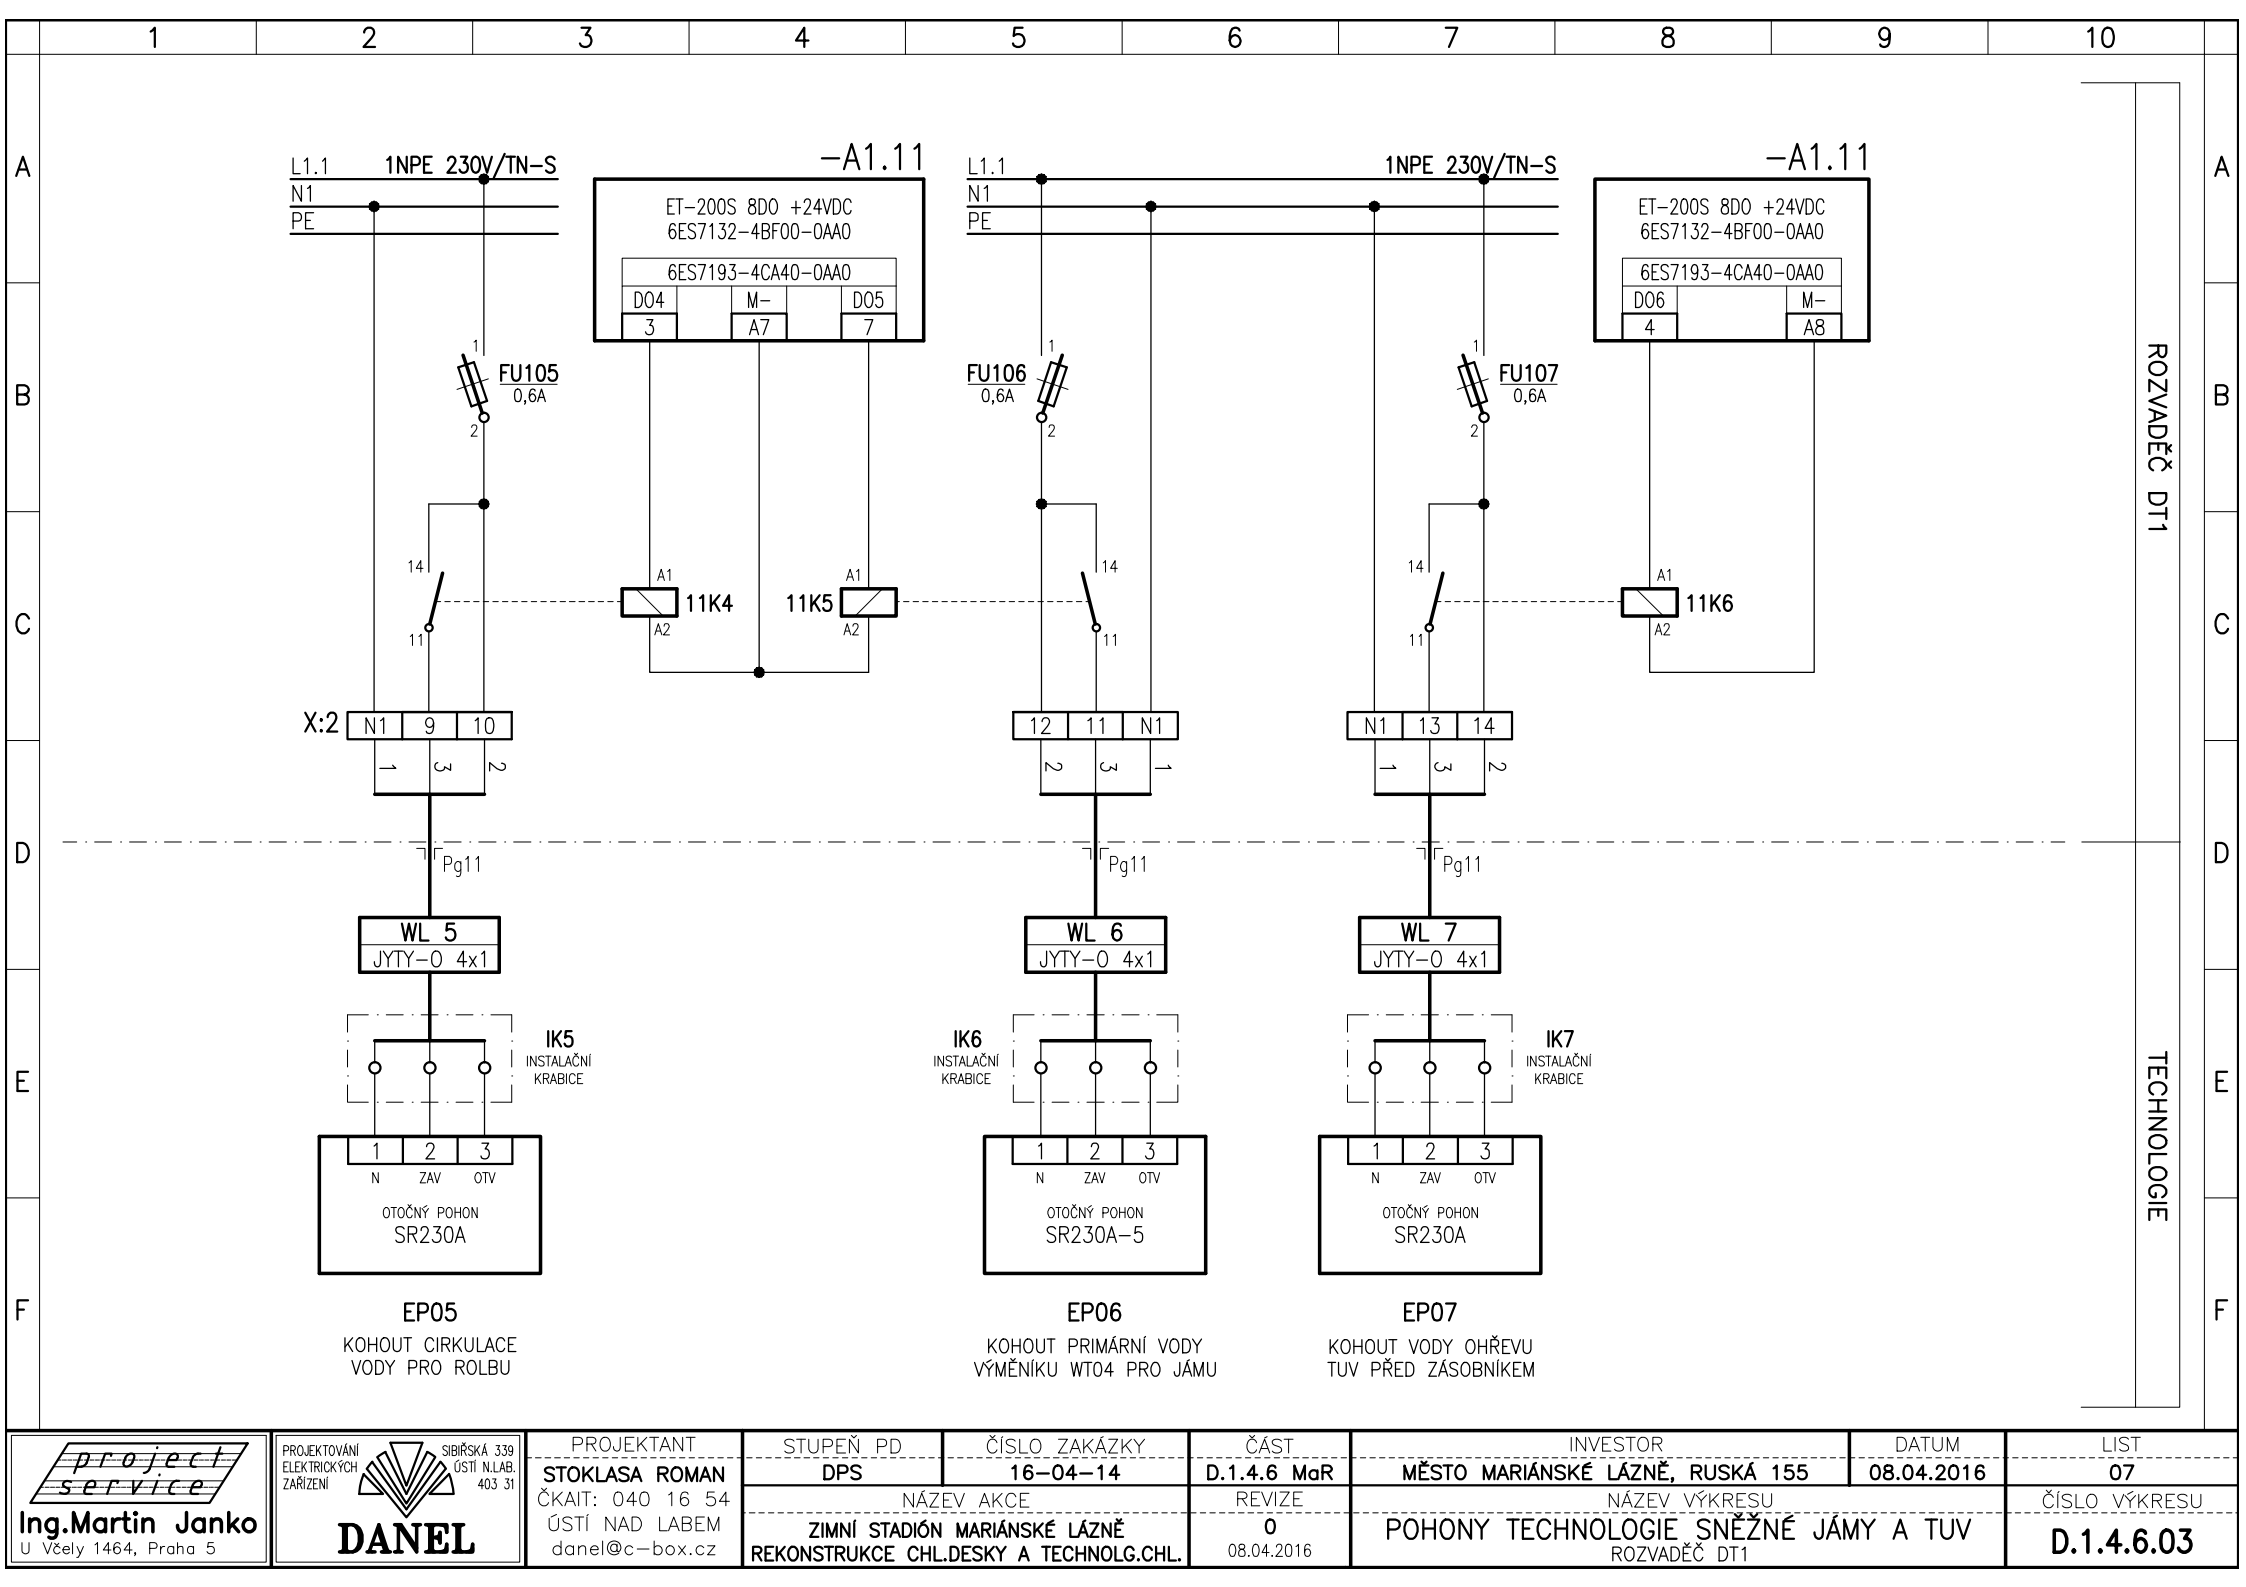 1 2 3 4 5 6 7 8 9 10
A A
B B
C C
D D
E E
F F
L1.1 1NPE 230V/TN-S
N1
PE
-A1.11
ET-200S 8DO +24VDC
6ES7132-4BF00-0AA0
6ES7193-4CA40-0AA0
DO4 M- DO5
3 A7 7
L1.1 1NPE 230V/TN-S
N1
PE
-A1.11
ET-200S 8DO +24VDC
6ES7132-4BF00-0AA0
6ES7193-4CA40-0AA0
DO6 M-
4 A8
1
FU105
0,6A
2
1
FU106
0,6A
2
1
FU107
0,6A
2
14
11
A1
11K4
A2
A1
11K5
A2
14
11
14
11
A1
11K6
A2
X:2 N1 9 10
12 11 N1
N1 13 14
1 3 2
2 3 1
1 3 2
Pg11
Pg11
Pg11
WL 5
JYTY-O 4x1
WL 6
JYTY-O 4x1
WL 7
JYTY-O 4x1
IK5
INSTALAČNÍ
KRABICE
IK6
INSTALAČNÍ
KRABICE
IK7
INSTALAČNÍ
KRABICE
1 2 3
N ZAV OTV
OTOČNÝ POHON
SR230A
EP05
KOHOUT CIRKULACE
VODY PRO ROLBU
1 2 3
N ZAV OTV
OTOČNÝ POHON
SR230A-5
EP06
KOHOUT PRIMÁRNÍ VODY
VÝMĚNÍKU WT04 PRO JÁMU
1 2 3
N ZAV OTV
OTOČNÝ POHON
SR230A
EP07
KOHOUT VODY OHŘEVU
TUV PŘED ZÁSOBNÍKEM
ROZVADĚČ DT1
TECHNOLOGIE
project
service
Ing.Martin Janko
U Včely 1464, Praha 5
PROJEKTOVÁNÍ
ELEKTRICKÝCH
ZAŘÍZENÍ
SIBIŘSKÁ 339
ÚSTÍ N.LAB.
403 31
DANEL
PROJEKTANT
STOKLASA ROMAN
ČKAIT: 040 16 54
ÚSTÍ NAD LABEM
danel@c-box.cz
STUPEŇ PD
DPS
ČÍSLO ZAKÁZKY
16-04-14
NÁZEV AKCE
ZIMNÍ STADIÓN MARIÁNSKÉ LÁZNĚ
REKONSTRUKCE CHL.DESKY A TECHNOLG.CHL.
ČÁST
D.1.4.6 MaR
REVIZE
0
08.04.2016
INVESTOR
MĚSTO MARIÁNSKÉ LÁZNĚ, RUSKÁ 155
NÁZEV VÝKRESU
POHONY TECHNOLOGIE SNĚŽNÉ JÁMY A TUV
ROZVADĚČ DT1
DATUM
08.04.2016
LIST
07
ČÍSLO VÝKRESU
D.1.4.6.03